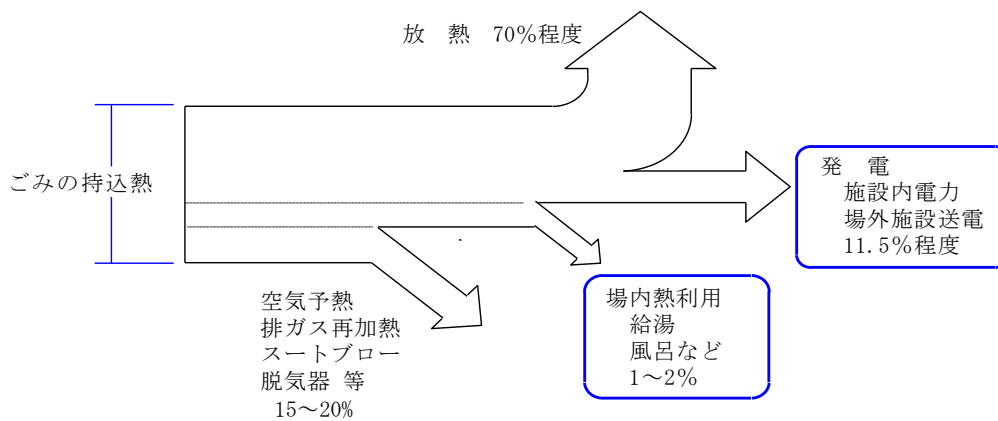 放 熱 70%程度
ごみの持込熱
発 電
施設内電力
場外施設送電
11.5%程度
空気予熱
排ガス再加熱
スートブロー
脱気器 等
15～20%
場内熱利用
給湯
風呂など
1～2%